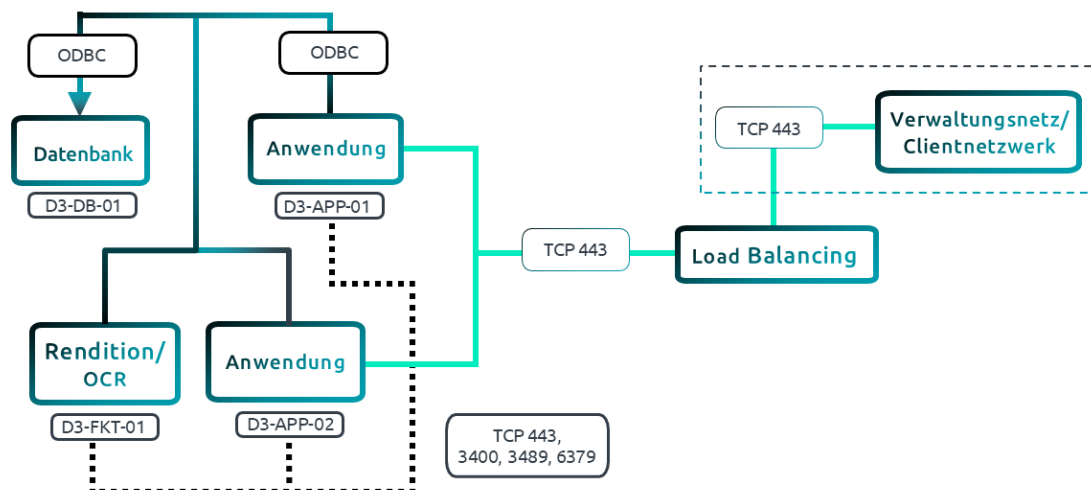 ODBC
ODBC
Datenbank
D3-DB-01
Anwendung
D3-APP-01
TCP 443
Verwaltungsnetz/
Clientnetzwerk
TCP 443
Load Balancing
Rendition/
OCR
D3-FKT-01
Anwendung
D3-APP-02
TCP 443,
3400, 3489, 6379